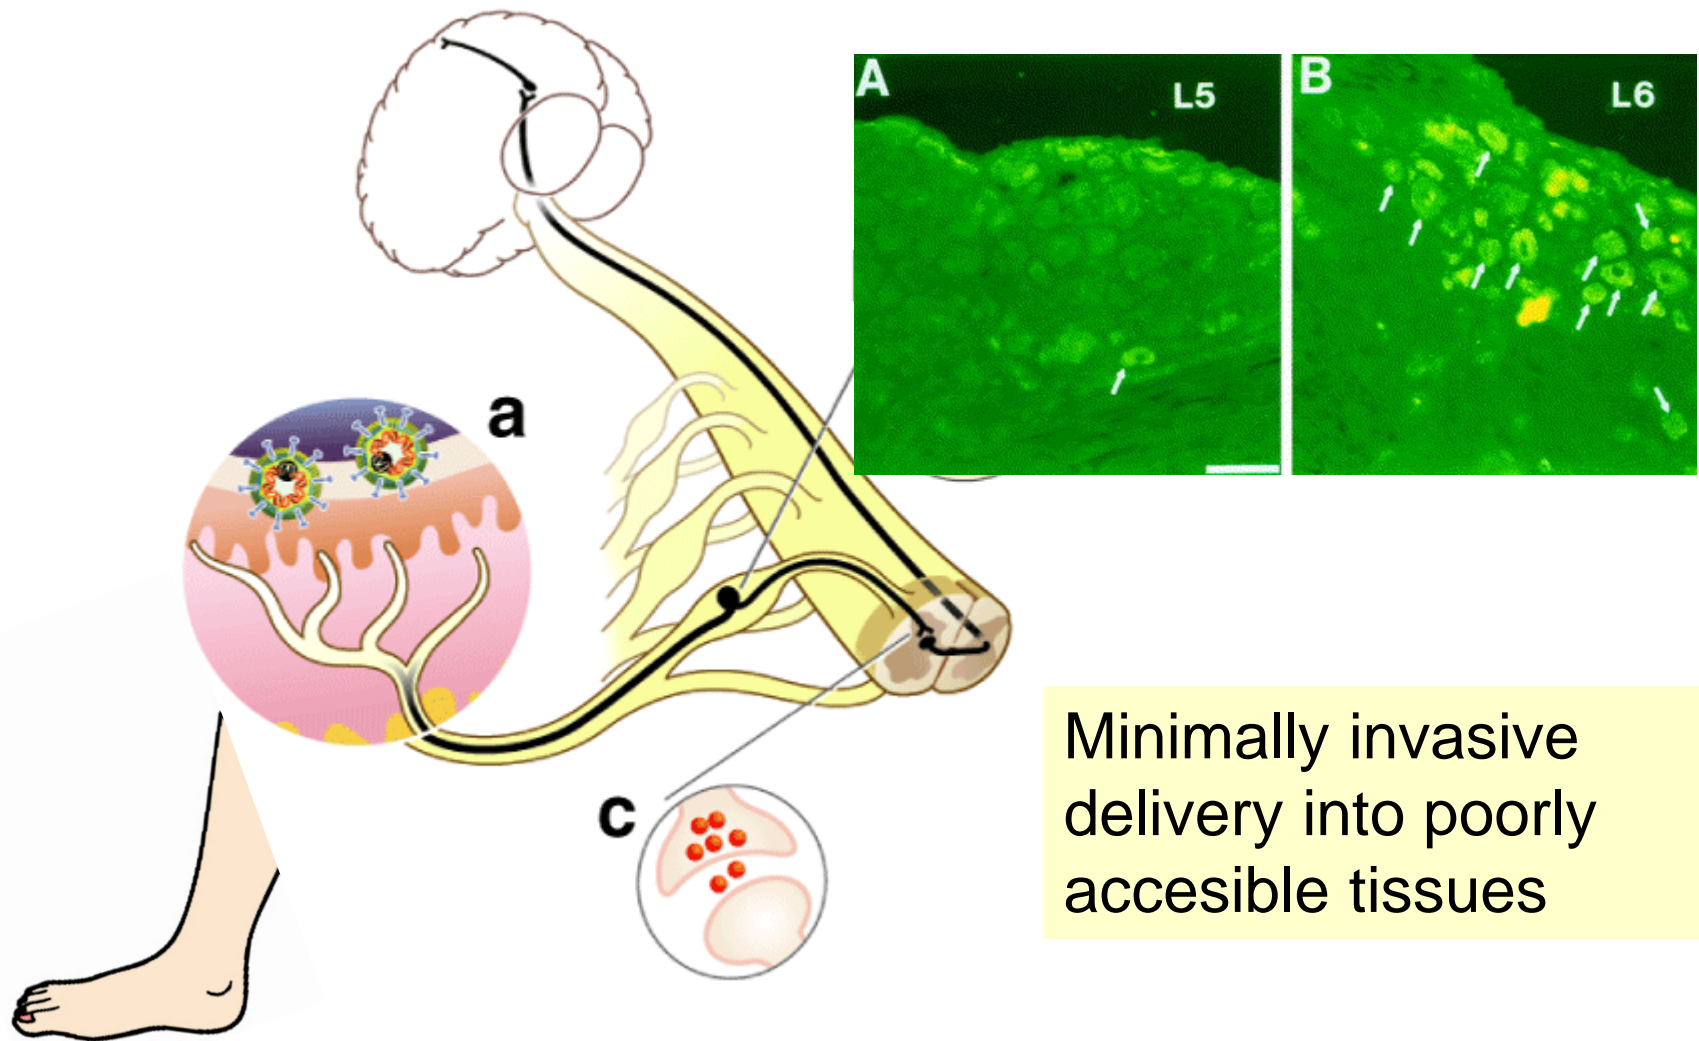 A
L5
B
L6
a
c
Minimally invasive
delivery into poorly
accesible tissues